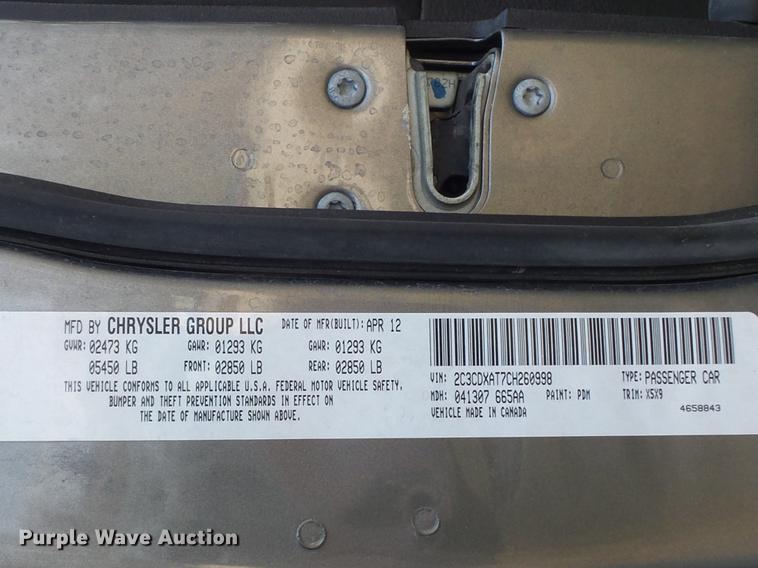 MFD BY CHRYSLER GROUP LLC DATE OF MFR(BUILT): APR 12
GVWR: 02473 KG GAWR: 01293 KG GAWR: 01293 KG
05450 LB FRONT: 02850 LB REAR: 02850 LB
THIS VEHICLE CONFORMS TO ALL APPLICABLE U.S.A. FEDERAL MOTOR VEHICLE SAFETY,
BUMPER AND THEFT PREVENTION STANDARDS IN EFFECT ON
THE DATE OF MANUFACTURE SHOWN ABOVE.
VIN: 2C3CDXAT7CH260998 TYPE: PASSENGER CAR
MDH: 041307 665AA PAINT: PDM TRIM: X5X9
VEHICLE MADE IN CANADA 4658843
Purple Wave Auction